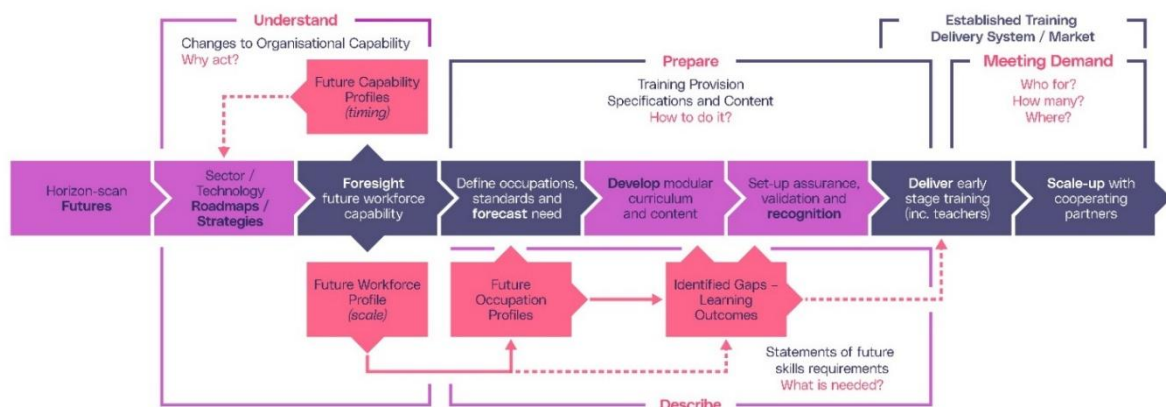 Understand
Changes to Organisational Capability
Why act?
Future Capability
Profiles
(timing)
Prepare
Training Provision
Specifications and Content
How to do it?
Established Training
Delivery System / Market
Meeting Demand
Who for?
How many?
Where?
Horizon-scan
Futures
Sector /
Technology
Roadmaps /
Strategies
Foresight
future workforce
capability
Define occupations,
standards and
forecast need
Develop modular
curriculum
and content
Set-up assurance,
validation and
recognition
Deliver early
stage training
(inc. teachers)
Scale-up with
cooperating
partners
Future Workforce
Profile
(scale)
Future
Occupation
Profiles
Identified Gaps –
Learning
Outcomes
Statements of future
skills requirements
What is needed?
Describe